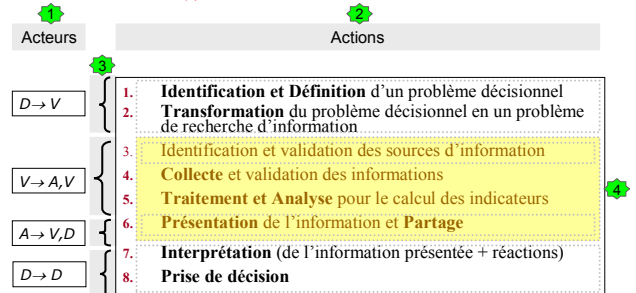 1
2
Acteurs
Actions
3
D→ V
1. Identification et Définition d'un problème décisionnel
2. Transformation du problème décisionnel en un problème
de recherche d'information
V→ A,V
3. Identification et validation des sources d'information
4. Collecte et validation des informations
5. Traitement et Analyse pour le calcul des indicateurs
4
A→ V,D
6. Présentation de l'information et Partage
D→ D
7. Interprétation (de l'information présentée + réactions)
8. Prise de décision